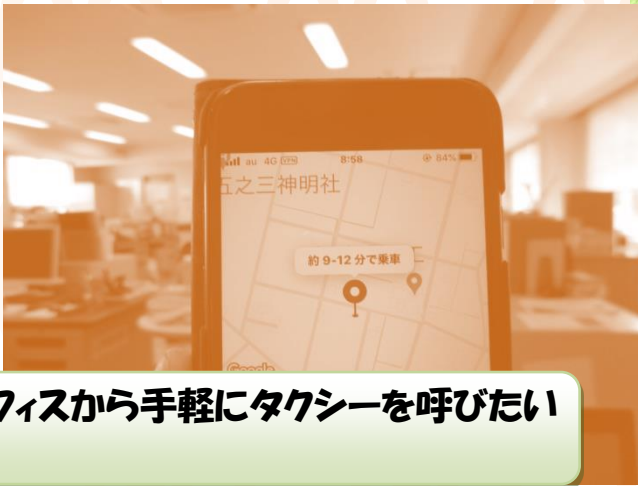 au 4G VPN 8:58 84%
五之三神明社
約 9-12 分で乗車
Google
フィスから手軽にタクシーを呼びたい